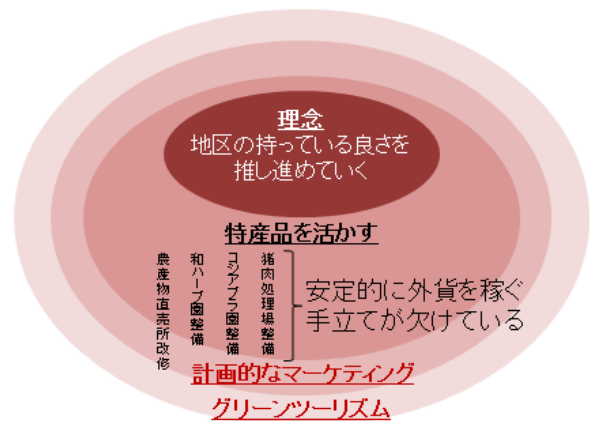 理念
地区の持っている良さを
推し進めていく
特産品を活かす
猪肉処理場整備
コシアブラ園整備
和ハーブ園整備
農産物直売所改修
安定的に外貨を稼ぐ
手立てが欠けている
計画的なマーケティング
グリーンツーリズム